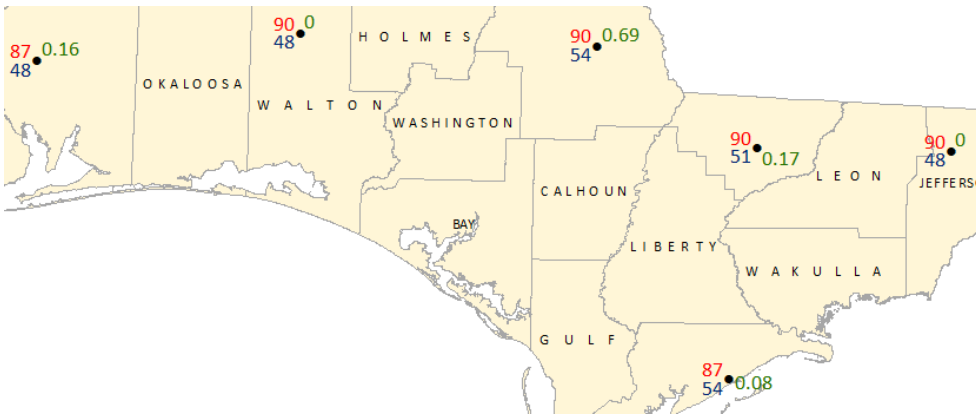 90 0
48
87 0.16
48
HOLMES
90 0.69
54
OKALOOSA
WALTON
WASHINGTON
90
51 0.17
90 0
48
LEON
JEFFERS
CALHOUN
BAY
LIBERTY
WAKULLA
GULF
87
54 0.08